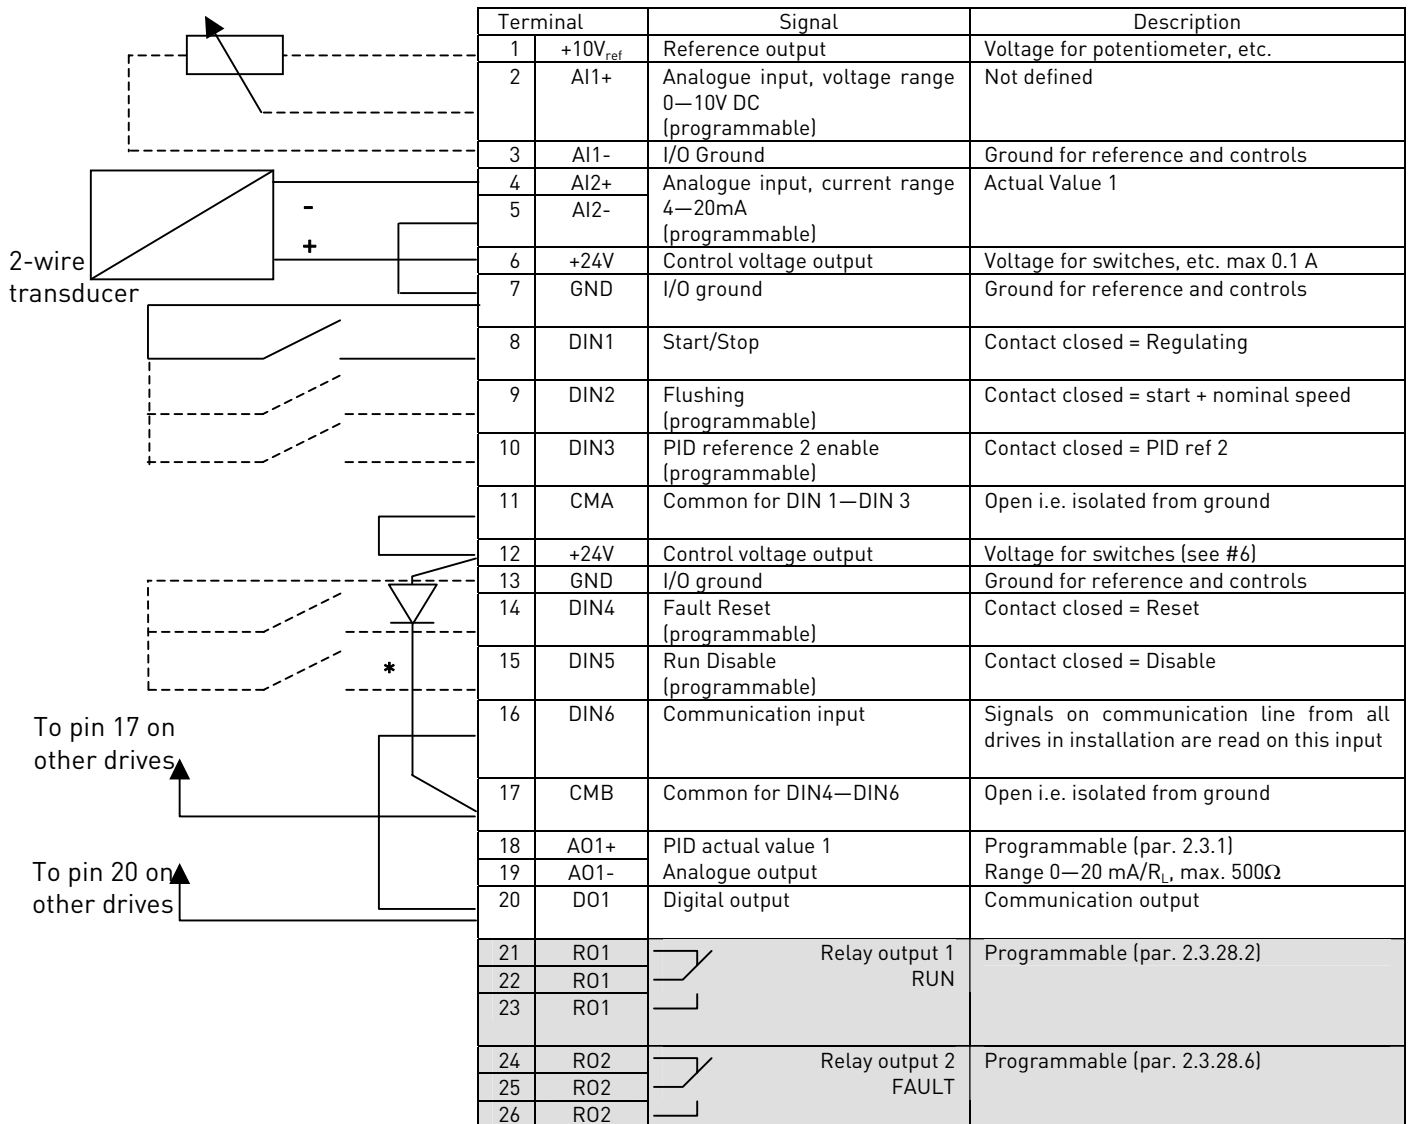 Terminal Signal Description
1 +10Vref Reference output Voltage for potentiometer, etc.
2 AI1+ Analogue input, voltage range Not defined
0—10V DC
(programmable)
3 AI1- I/O Ground Ground for reference and controls
4 AI2+ Analogue input, current range Actual Value 1
5 AI2- 4—20mA
(programmable)
-
+
2-wire
transducer
6 +24V Control voltage output Voltage for switches, etc. max 0.1 A
7 GND I/O ground Ground for reference and controls
8 DIN1 Start/Stop Contact closed = Regulating
9 DIN2 Flushing Contact closed = start + nominal speed
(programmable)
10 DIN3 PID reference 2 enable Contact closed = PID ref 2
(programmable)
11 CMA Common for DIN 1—DIN 3 Open i.e. isolated from ground
12 +24V Control voltage output Voltage for switches (see #6)
13 GND I/O ground Ground for reference and controls
14 DIN4 Fault Reset Contact closed = Reset
(programmable)
15 DIN5 Run Disable Contact closed = Disable
(programmable)
*
16 DIN6 Communication input Signals on communication line from all
drives in installation are read on this input
To pin 17 on
other drives
17 CMB Common for DIN4—DIN6 Open i.e. isolated from ground
18 AO1+ PID actual value 1 Programmable (par. 2.3.1)
19 AO1- Analogue output Range 0—20 mA/RL, max. 500Ω
20 DO1 Digital output Communication output
To pin 20 on
other drives
21 RO1 Relay output 1 Programmable (par. 2.3.28.2)
22 RO1 RUN
23 RO1
24 RO2 Relay output 2 Programmable (par. 2.3.28.6)
25 RO2 FAULT
26 RO2